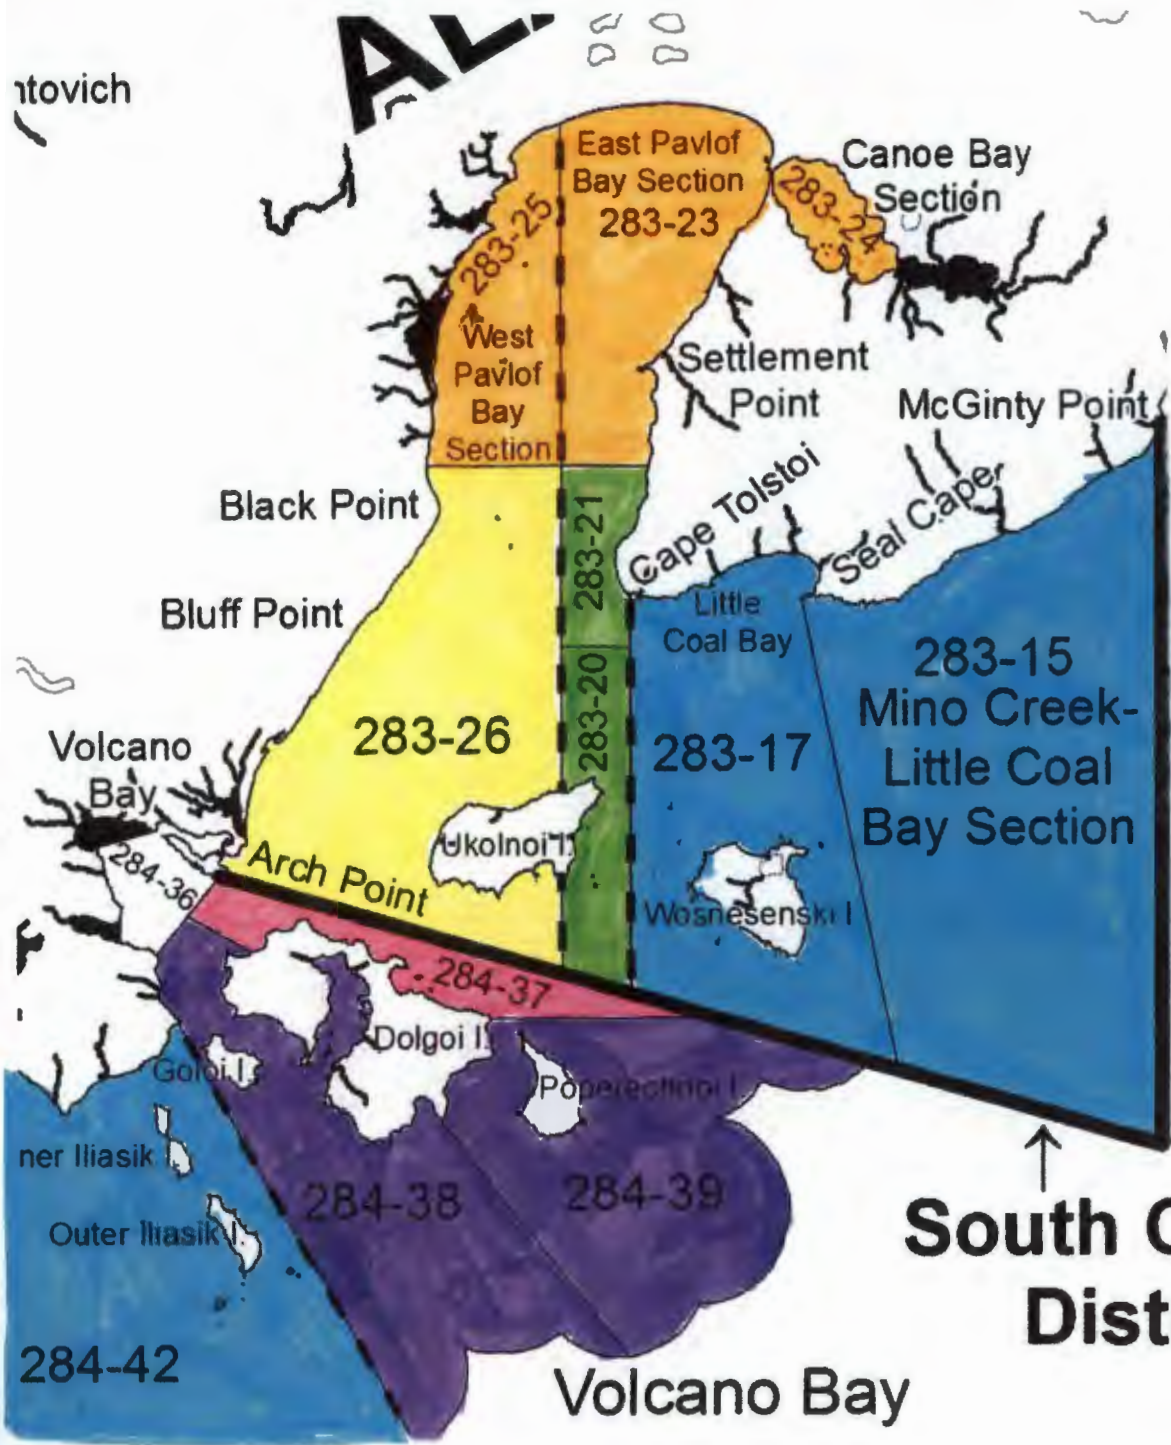 ntovich
East Pavlof
Bay Section
283-23
Canoe Bay
Section
283-24
283-25
West
Pavlof
Bay
Section
Settlement
Point
McGinty Point
Black Point
283-21
Cape Tolstoi
Seal Cape
Bluff Point
Little
Coal Bay
283-15
Mino Creek-
Little Coal
Bay Section
283-20
283-26
283-17
Volcano
Bay
Ukolnoi I.
284-36
Arch Point
Wosnesenski I
284-37
Dolgoi I.
Goloi I.
Poperechnoi I
ner Iliasik I.
284-38
284-39
Outer Iliasik I.
South
Dist
284-42
Volcano Bay